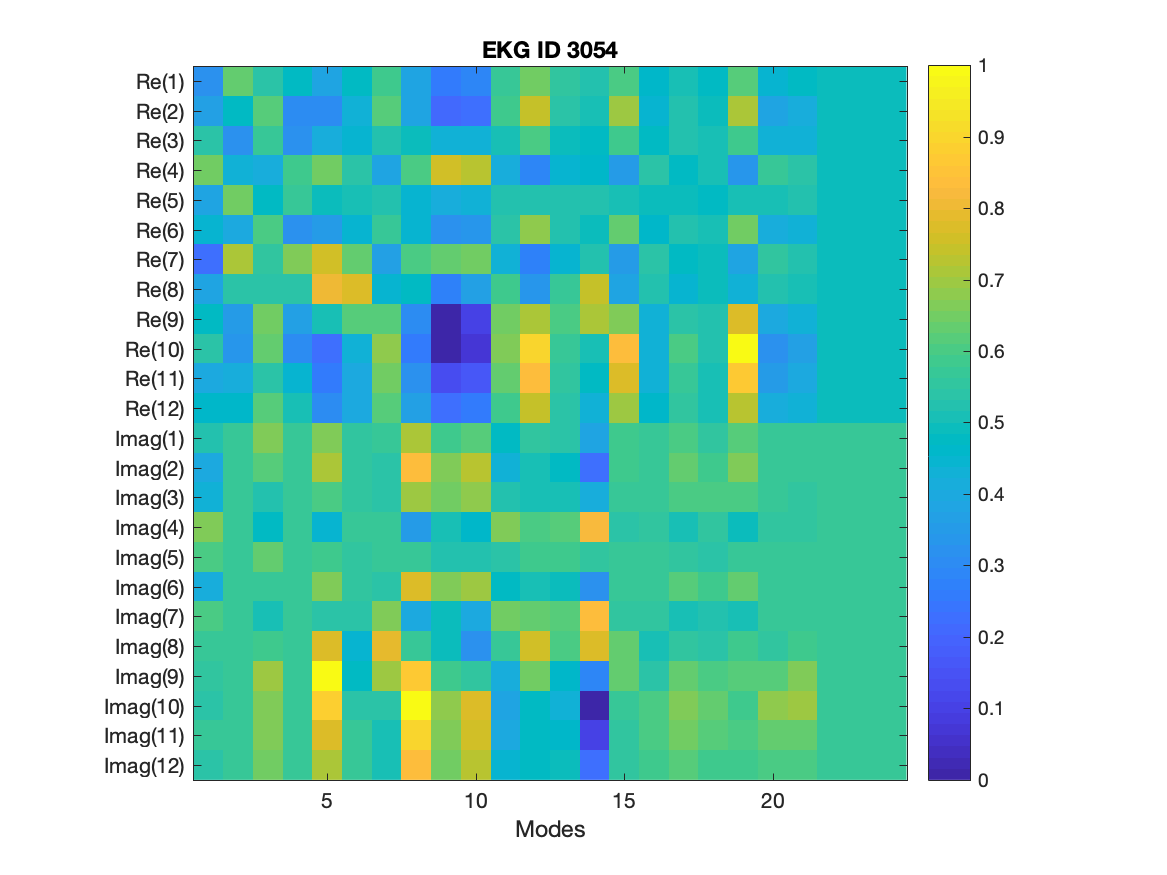 EKG ID 3054
Re(1)
Re(2)
Re(3)
Re(4)
Re(5)
Re(6)
Re(7)
Re(8)
Re(9)
Re(10)
Re(11)
Re(12)
Imag(1)
Imag(2)
Imag(3)
Imag(4)
Imag(5)
Imag(6)
Imag(7)
Imag(8)
Imag(9)
Imag(10)
Imag(11)
Imag(12)
5 10 15 20
Modes
1
0.9
0.8
0.7
0.6
0.5
0.4
0.3
0.2
0.1
0